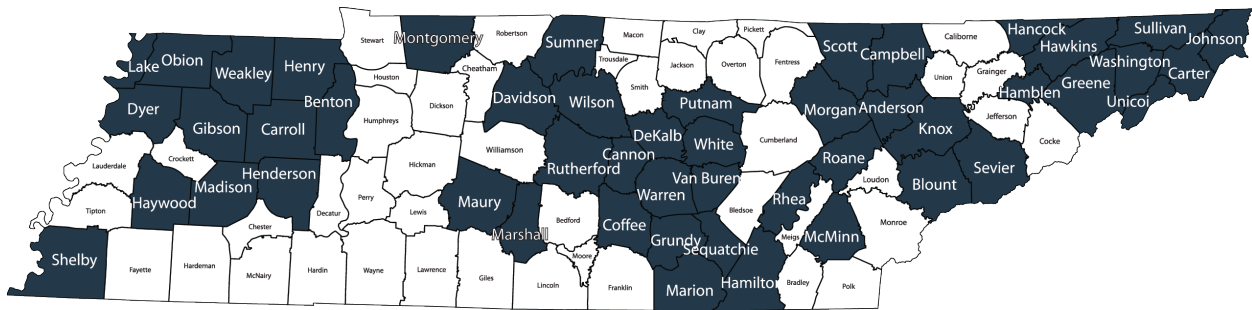 Stewart
Montgomery
Robertson
Sumner
Macon
Clay
Pickett
Scott
Campbell
Caliborne
Hancock
Hawkins
Sullivan
Johnson
Lake
Obion
Weakley
Henry
Houston
Cheatham
Trousdale
Jackson
Overton
Fentress
Union
Grainger
Washington
Carter
Dyer
Benton
Humphreys
Dickson
Davidson
Wilson
Smith
Putnam
Morgan
Anderson
Hamblen
Greene
Unicoi
Gibson
Carroll
DeKalb
White
Cumberland
Knox
Jefferson
Cocke
Lauderdale
Crockett
Madison
Henderson
Hickman
Williamson
Rutherford
Cannon
Van Buren
Roane
Loudon
Blount
Sevier
Tipton
Haywood
Chester
Decatur
Perry
Lewis
Maury
Marshall
Bedford
Coffee
Warren
Bledsoe
Rhea
Meigs
McMinn
Monroe
Shelby
Fayette
Hardeman
McNairy
Hardin
Wayne
Lawrence
Giles
Lincoln
Moore
Franklin
Grundy
Sequatchie
Marion
Hamilton
Bradley
Polk